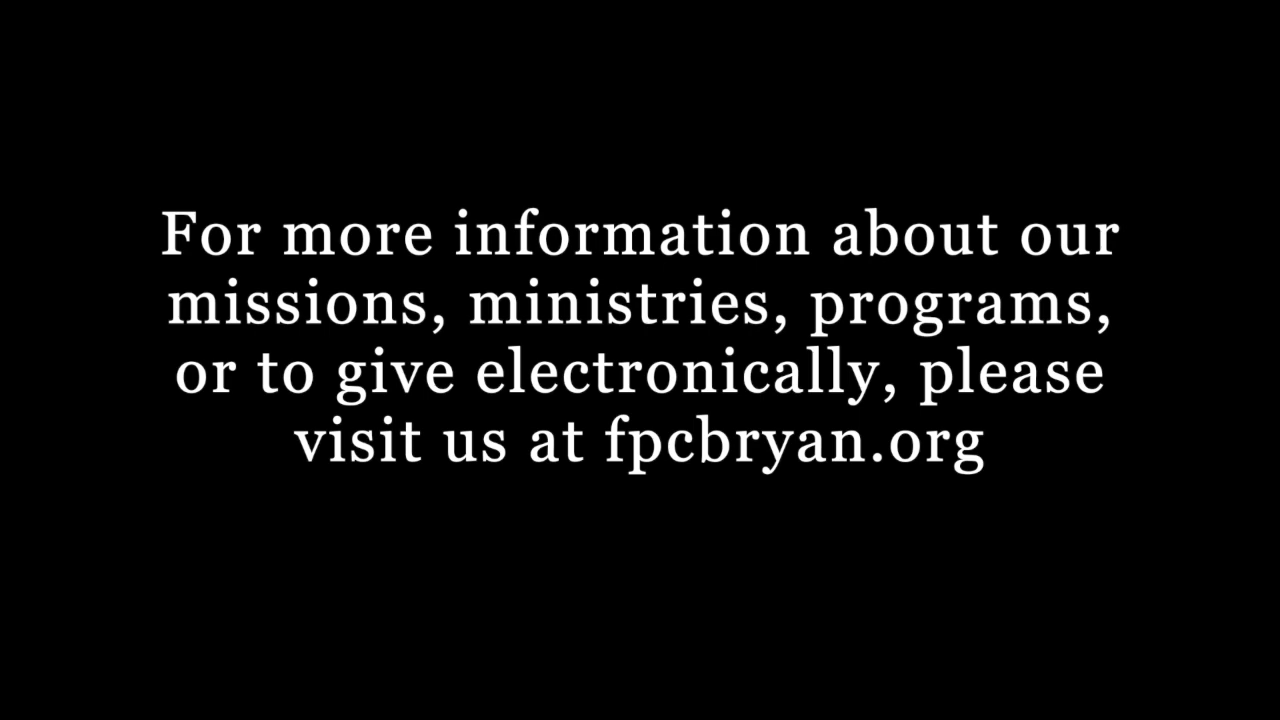 For more information about our
missions, ministries, programs,
or to give electronically, please
visit us at fpcbryan.org